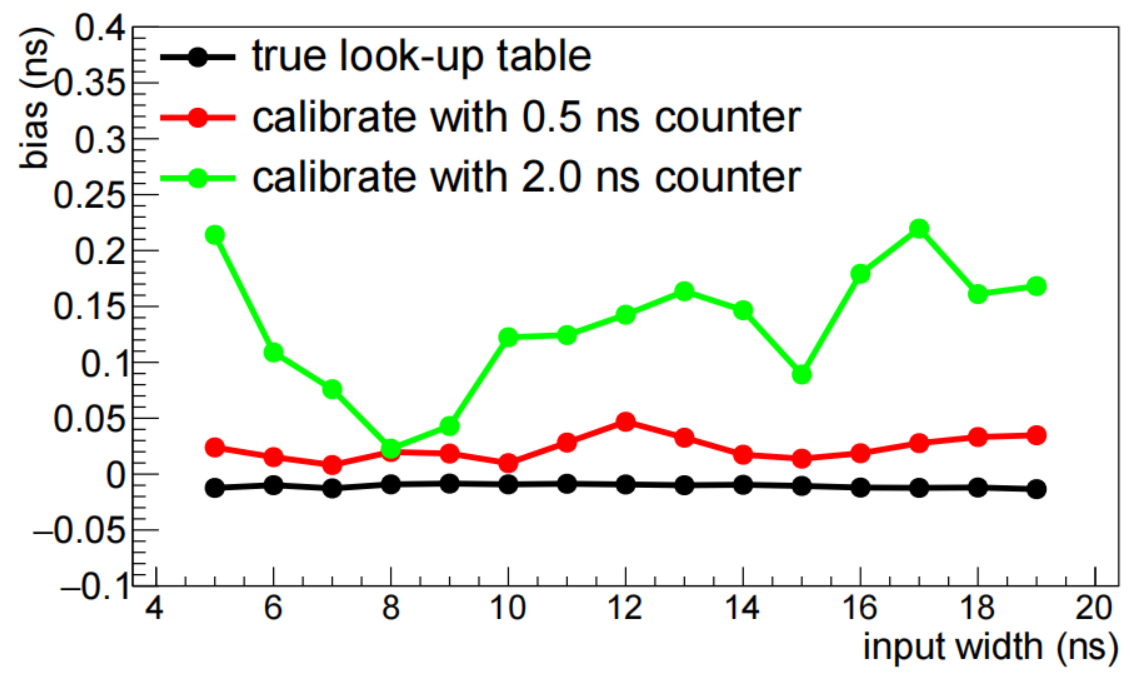 0.4
0.35
0.3
0.25
0.2
0.15
0.1
0.05
0
−0.05
−0.1
bias (ns)
true look-up table
calibrate with 0.5 ns counter
calibrate with 2.0 ns counter
4 6 8 10 12 14 16 18 20
input width (ns)